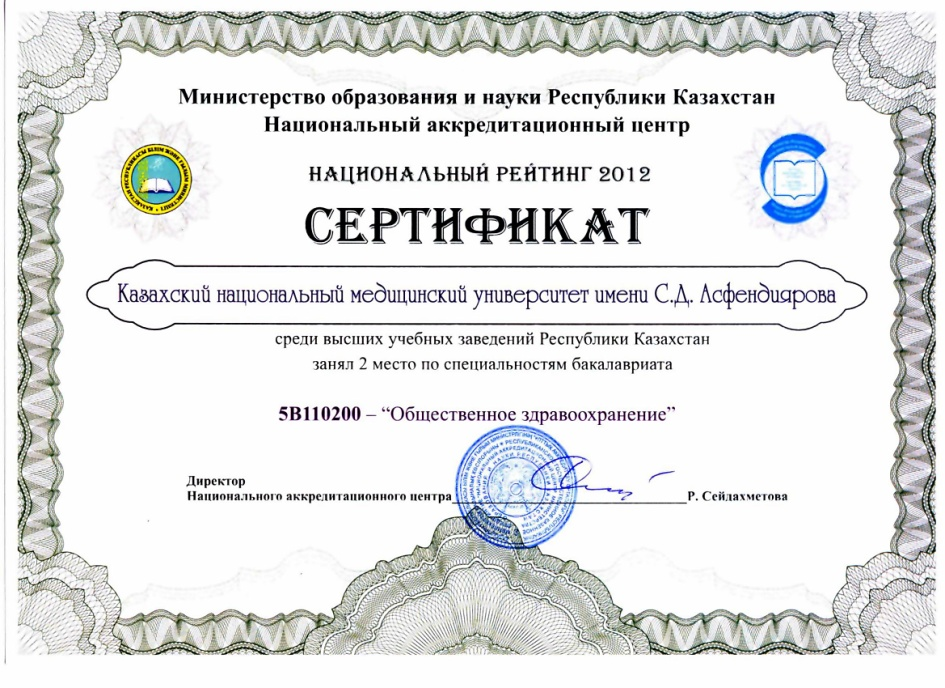 Министерство образования и науки Республики Казахстан
Национальный аккредитационный центр
НАЦИОНАЛЬНЫЙ РЕЙТИНГ 2012
СЕРТИФИКАТ
Казахский национальный медицинский университет имени С.Д. Асфендиярова
среди высших учебных заведений Республики Казахстан
занял 2 место по специальностям бакалавриата
5В110200 – “Общественное здравоохранение”
Директор
Национального аккредитационного центра Р. Сейдахметова